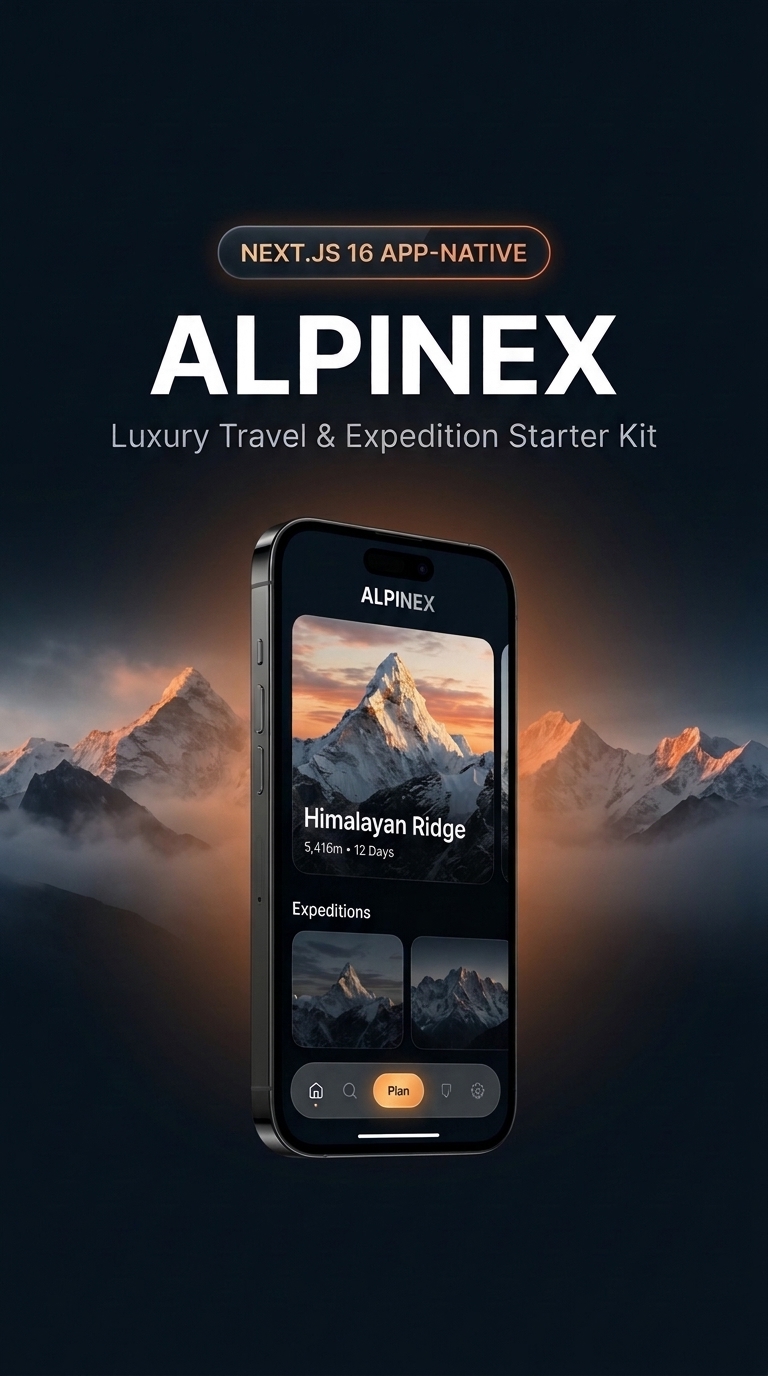 NEXT.JS 16 APP-NATIVE
ALPINEX
Luxury Travel & Expedition Starter Kit
ALPINEX
Himalayan Ridge
5,416m • 12 Days
Expeditions
Plan